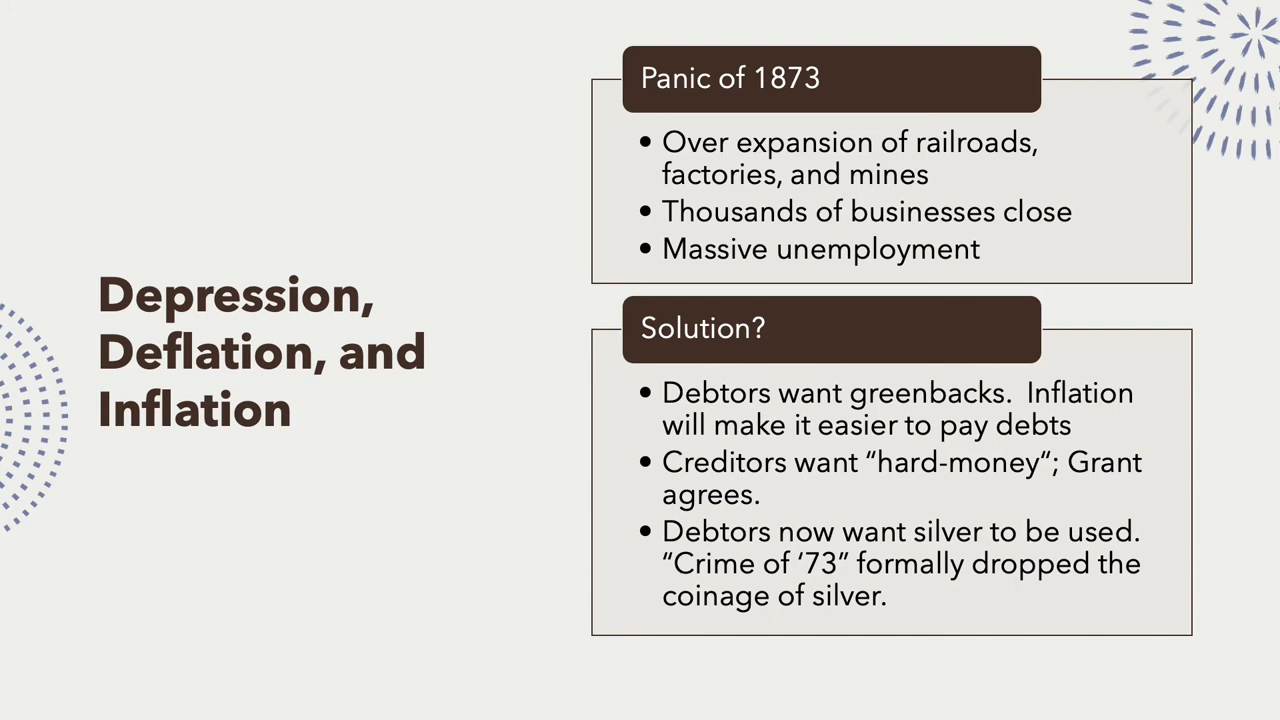 Depression,
Deflation, and
Inflation
Panic of 1873
• Over expansion of railroads,
factories, and mines
• Thousands of businesses close
• Massive unemployment
Solution?
• Debtors want greenbacks.  Inflation
will make it easier to pay debts
• Creditors want “hard-money“; Grant
agrees.
• Debtors now want silver to be used.
“Crime of ‘73” formally dropped the
coinage of silver.